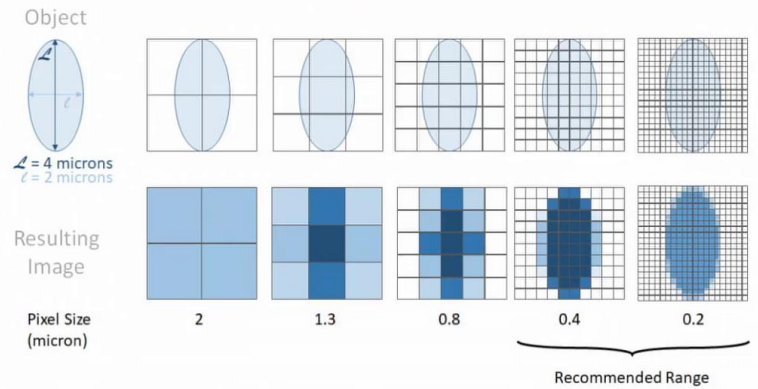 Object
ℒ
ℓ
ℒ = 4 microns
ℓ = 2 microns
Resulting
Image
Pixel Size
(micron)
2
1.3
0.8
0.4
0.2
Recommended Range